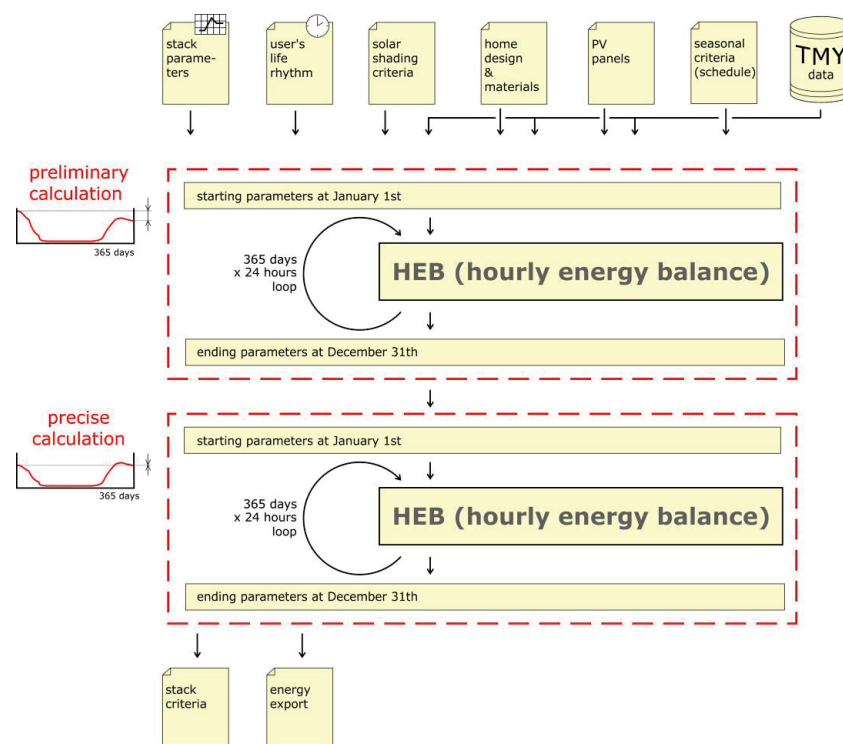 stack
parame-
ters
user's
life
rhythm
solar
shading
criteria
home
design
&
materials
PV
panels
seasonal
criteria
(schedule)
TMY
data
preliminary
calculation
365 days
starting parameters at January 1st
365 days
x 24 hours
loop
HEB (hourly energy balance)
ending parameters at December 31th
precise
calculation
365 days
starting parameters at January 1st
365 days
x 24 hours
loop
HEB (hourly energy balance)
ending parameters at December 31th
stack
criteria
energy
export